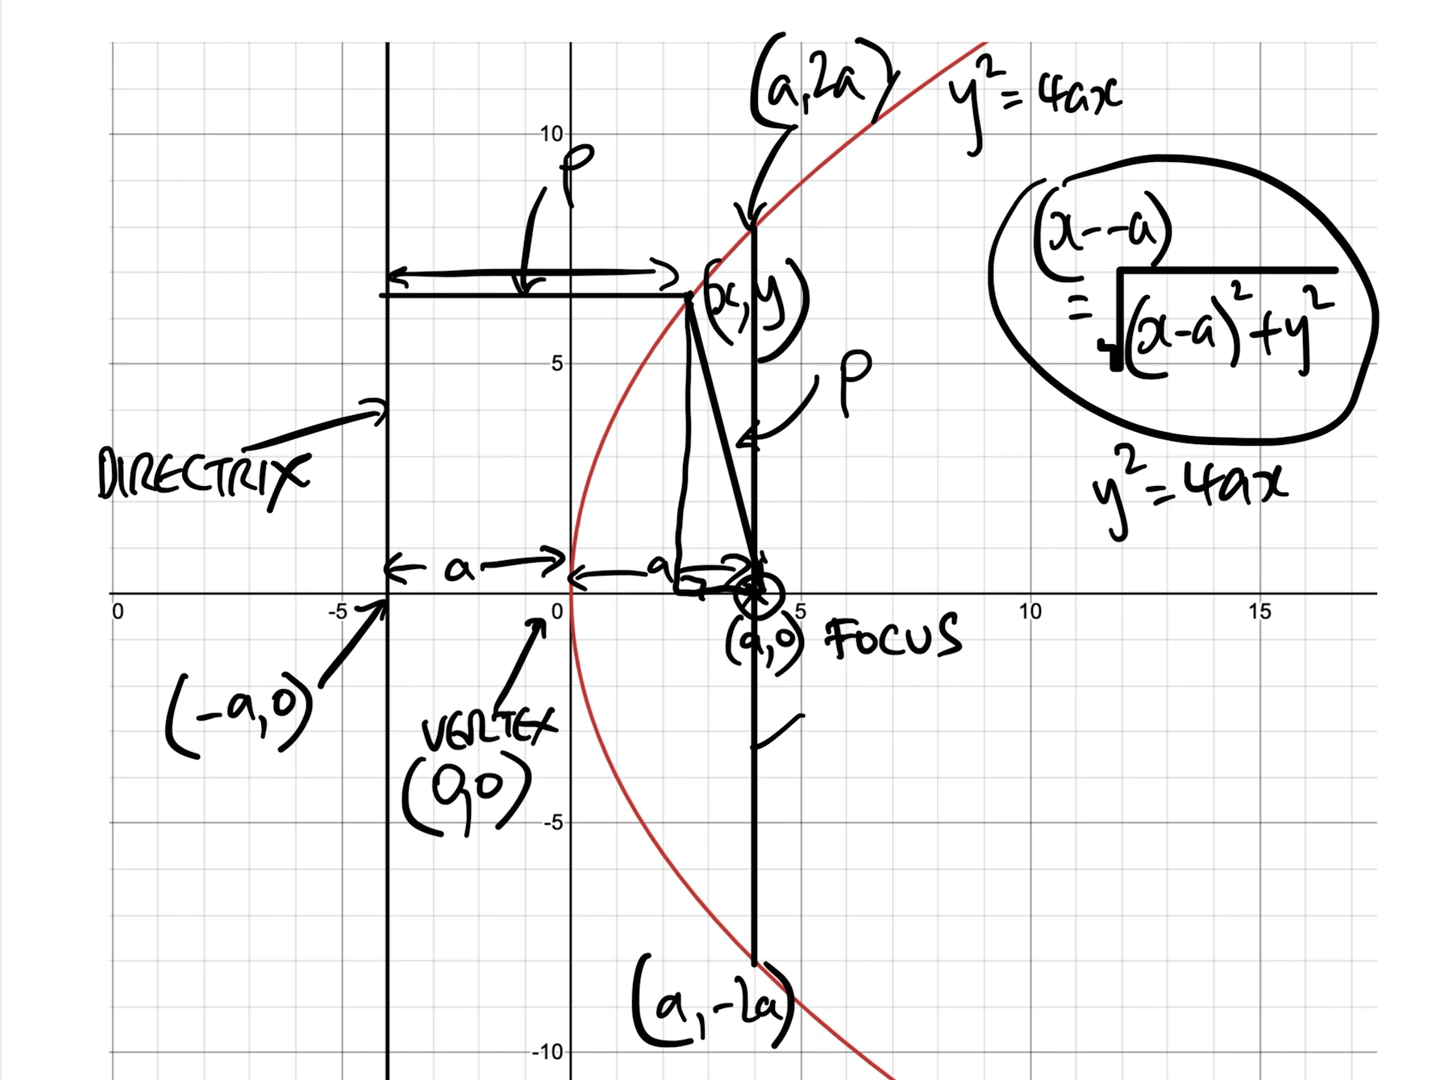 (a,2a)
y²=4ax
10
P
(x--a)
=√(x-a)²+y²
(x,y)
5
P
DIRECTRIX
y²=4ax
a
a
0
-5
0
5
10
15
(a,0) FOCUS
(-a,0)
VERTEX
(0,0)
-5
(a,-2a)
-10